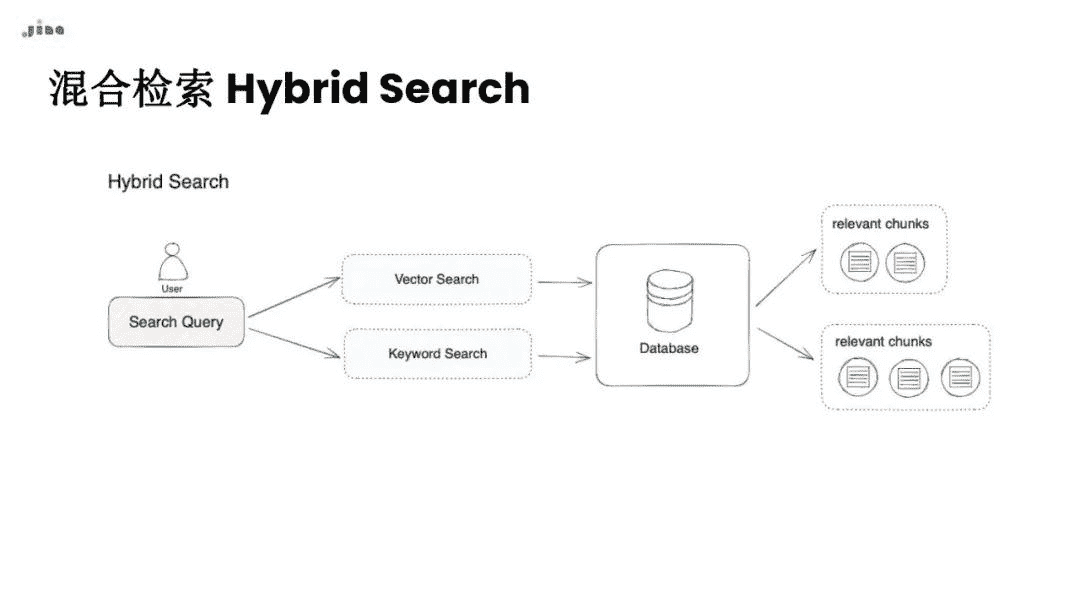 Jina
混合检索 Hybrid Search
Hybrid Search
User
Search Query
Vector Search
Keyword Search
Database
relevant chunks
relevant chunks